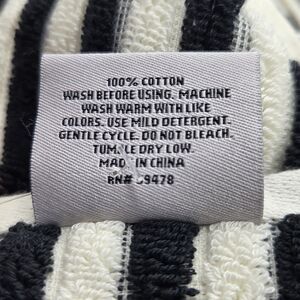 100% COTTON
WASH BEFORE USING. MACHINE
WASH WARM WITH LIKE
COLORS. USE MILD DETERGENT.
GENTLE CYCLE. DO NOT BLEACH.
DRY LOW.
MADE IN CHINA
RN#